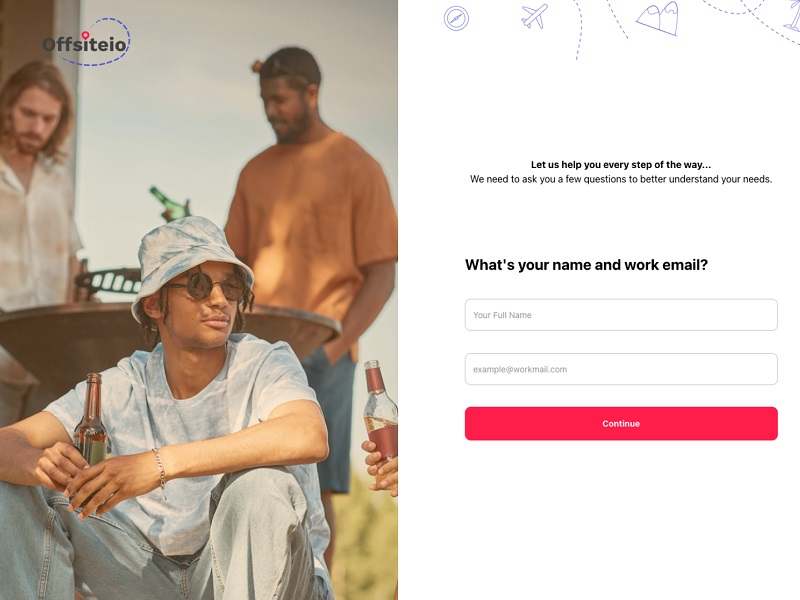 Offsiteio
Let us help you every step of the way...
We need to ask you a few questions to better understand your needs.
What's your name and work email?
Your Full Name
example@workmail.com
Continue